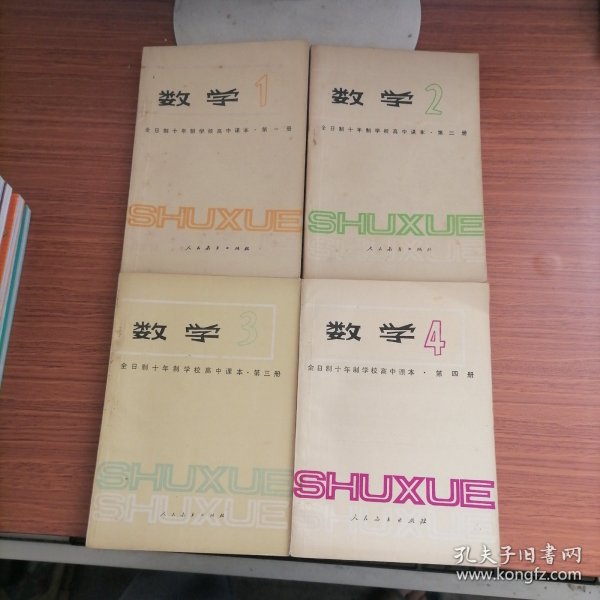 数学 1
全日制十年制学校高中课本·第一册
SHUXUE
人民教育出版社
数学 2
全日制十年制学校高中课本·第二册
SHUXUE
SHUXUE
人民教育出版社
数学 3
全日制十年制学校高中课本·第三册
SHUXUE
SHUXUE
人民教育出版社
数学 4
全日制十年制学校高中课本·第四册
SHUXUE
人民教育出版社
孔夫子旧书网
www.kongfz.com